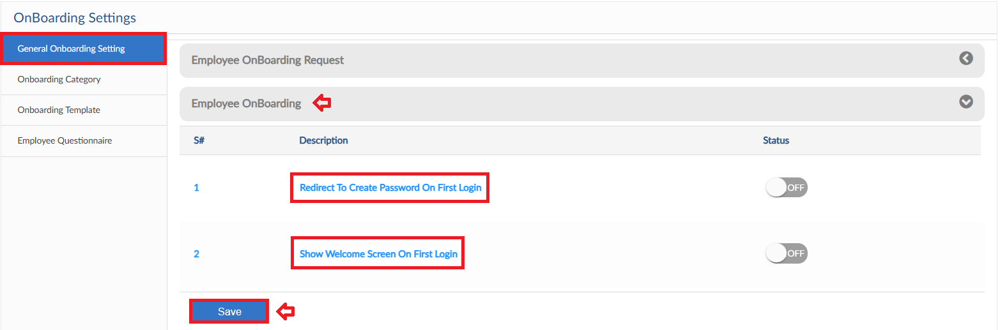 OnBoarding Settings
General Onboarding Setting
Onboarding Category
Onboarding Template
Employee Questionnaire
Employee OnBoarding Request
Employee OnBoarding
S# Description Status
1 Redirect To Create Password On First Login OFF
2 Show Welcome Screen On First Login OFF
Save